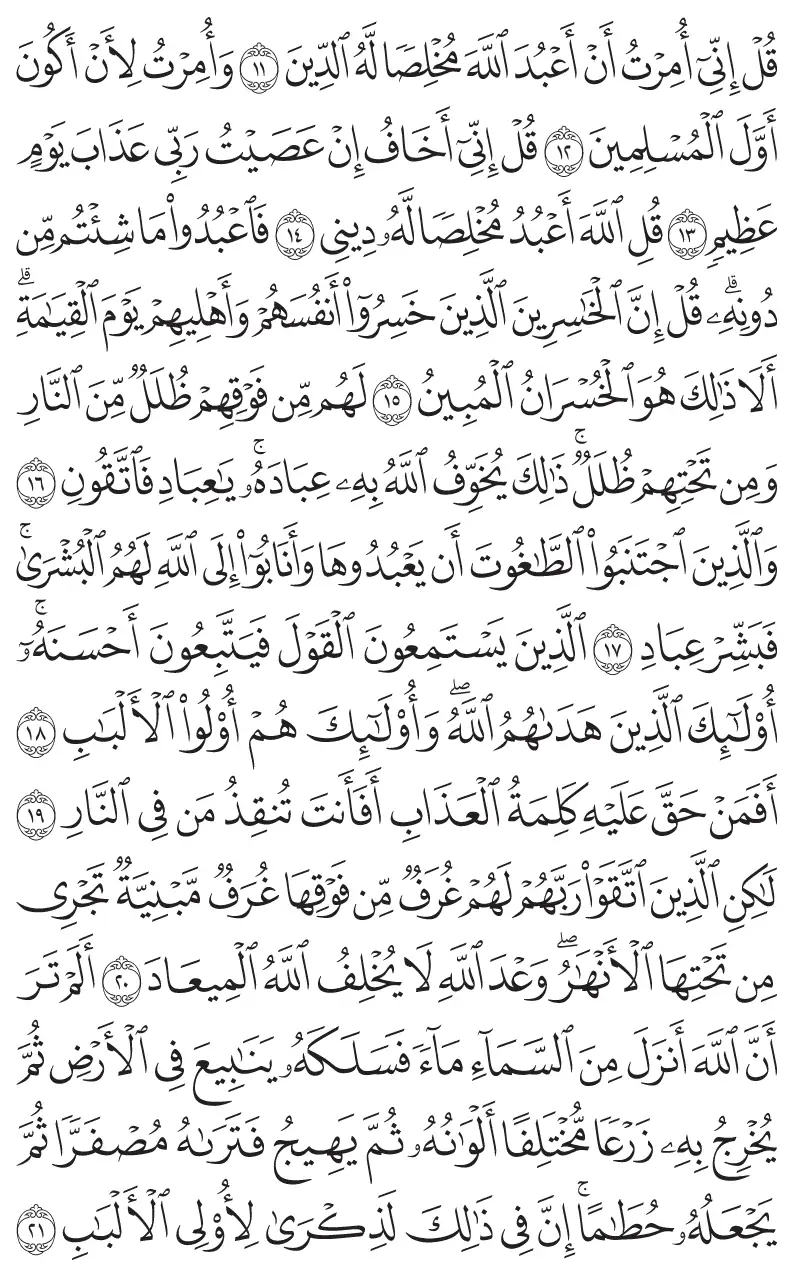 قُلۡ إِنِّيٓ أُمِرۡتُ أَنۡ أَعۡبُدَ ٱللَّهَ مُخۡلِصٗا لَّهُ ٱلدِّينَ ١١ وَأُمِرۡتُ لِأَنۡ أَكُونَ
أَوَّلَ ٱلۡمُسۡلِمِينَ ١٢ قُلۡ إِنِّيٓ أَخَافُ إِنۡ عَصَيۡتُ رَبِّي عَذَابَ يَوۡمٍ
عَظِيمٖ ١٣ قُلِ ٱللَّهَ أَعۡبُدُ مُخۡلِصٗا لَّهُۥ دِينِي ١٤ فَٱعۡبُدُواْ مَا شِئۡتُم مِّن
دُونِهِۦۗ قُلۡ إِنَّ ٱلۡخَٰسِرِينَ ٱلَّذِينَ خَسِرُوٓاْ أَنفُسَهُمۡ وَأَهۡلِيهِمۡ يَوۡمَ ٱلۡقِيَٰمَةِۗ
أَلَا ذَٰلِكَ هُوَ ٱلۡخُسۡرَانُ ٱلۡمُبِينُ ١٥ لَهُم مِّن فَوۡقِهِمۡ ظُلَلٞ مِّنَ ٱلنَّارِ
وَمِن تَحۡتِهِمۡ ظُلَلٞۚ ذَٰلِكَ يُخَوِّفُ ٱللَّهُ بِهِۦ عِبَادَهُۥۚ يَٰعِبَادِ فَٱتَّقُونِ ١٦
وَٱلَّذِينَ ٱجۡتَنَبُواْ ٱلطَّٰغُوتَ أَن يَعۡبُدُوهَا وَأَنَابُوٓاْ إِلَى ٱللَّهِ لَهُمُ ٱلۡبُشۡرَىٰۚ
فَبَشِّرۡ عِبَادِ ١٧ ٱلَّذِينَ يَسۡتَمِعُونَ ٱلۡقَوۡلَ فَيَتَّبِعُونَ أَحۡسَنَهُۥٓۚ
أُوْلَٰٓئِكَ ٱلَّذِينَ هَدَىٰهُمُ ٱللَّهُۖ وَأُوْلَٰٓئِكَ هُمۡ أُوْلُواْ ٱلۡأَلۡبَٰبِ ١٨
أَفَمَنۡ حَقَّ عَلَيۡهِ كَلِمَةُ ٱلۡعَذَابِ أَفَأَنتَ تُنقِذُ مَن فِي ٱلنَّارِ ١٩
لَٰكِنِ ٱلَّذِينَ ٱتَّقَوۡاْ رَبَّهُمۡ لَهُمۡ غُرَفٞ مِّن فَوۡقِهَا غُرَفٞ مَّبۡنِيَّةٞ تَجۡرِي
مِن تَحۡتِهَا ٱلۡأَنۡهَٰرُۖ وَعۡدَ ٱللَّهِ لَا يُخۡلِفُ ٱللَّهُ ٱلۡمِيعَادَ ٢٠ أَلَمۡ تَرَ
أَنَّ ٱللَّهَ أَنزَلَ مِنَ ٱلسَّمَآءِ مَآءٗ فَسَلَكَهُۥ يَنَٰبِيعَ فِي ٱلۡأَرۡضِ ثُمَّ
يُخۡرِجُ بِهِۦ زَرۡعٗا مُّخۡتَلِفًا أَلۡوَٰنُهُۥ ثُمَّ يَهِيجُ فَتَرَىٰهُ مُصۡفَرّٗا ثُمَّ
يَجۡعَلُهُۥ حُطَٰمًاۚ إِنَّ فِي ذَٰلِكَ لَذِكۡرَىٰ لِأُوْلِي ٱلۡأَلۡبَٰبِ ٢١